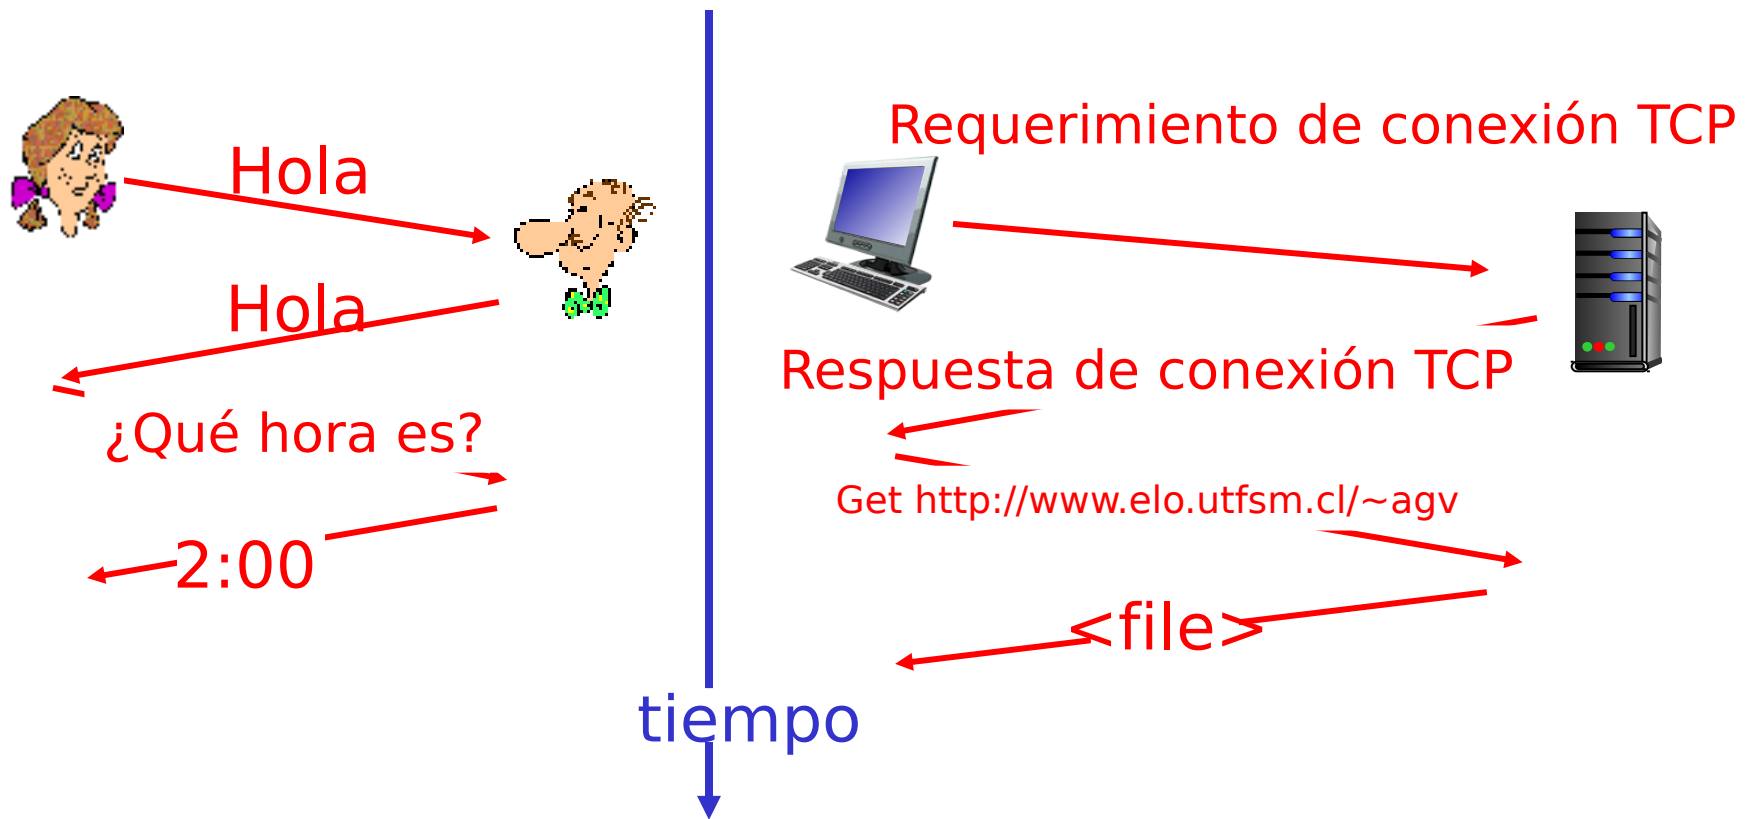 Hola
Hola
¿Qué hora es?
2:00
Requerimiento de conexión TCP
Respuesta de conexión TCP
Get http://www.elo.utfsm.cl/~agv
<file>
tiempo